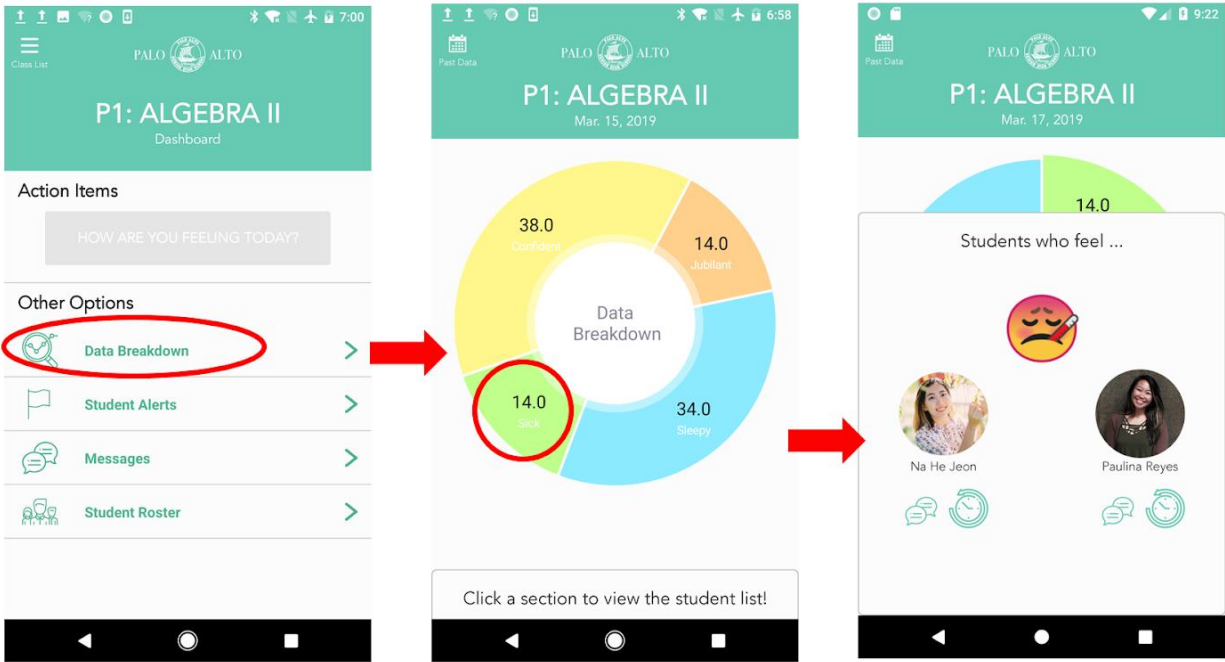 7:00
Class List
PALO ALTO
P1: ALGEBRA II
Dashboard
Action Items
HOW ARE YOU FEELING TODAY?
Other Options
Data Breakdown
Student Alerts
Messages
Student Roster
6:58
Past Data
PALO ALTO
P1: ALGEBRA II
Mar. 15, 2019
38.0
Confident
14.0
Jubilant
Data
Breakdown
14.0
Sick
34.0
Sleepy
Click a section to view the student list!
9:22
Past Data
PALO ALTO
P1: ALGEBRA II
Mar. 17, 2019
14.0
Students who feel ...
Na He Jeon
Paulina Reyes